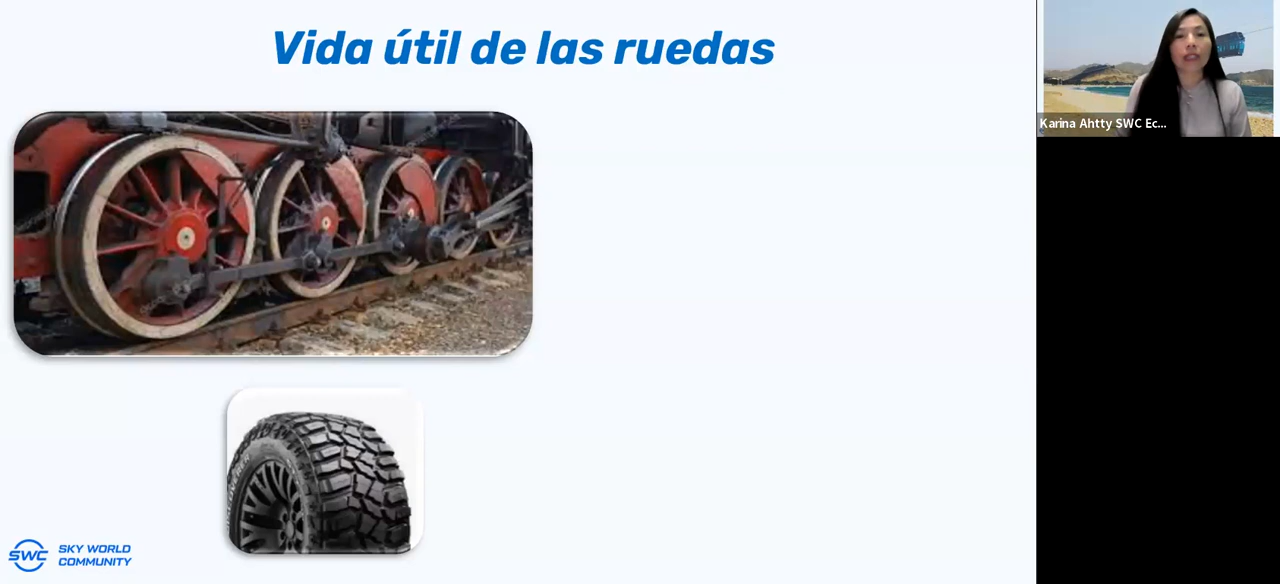 Vida útil de las ruedas
Karina Ahtty SWC Ec...
SWC
SKY WORLD
COMMUNITY